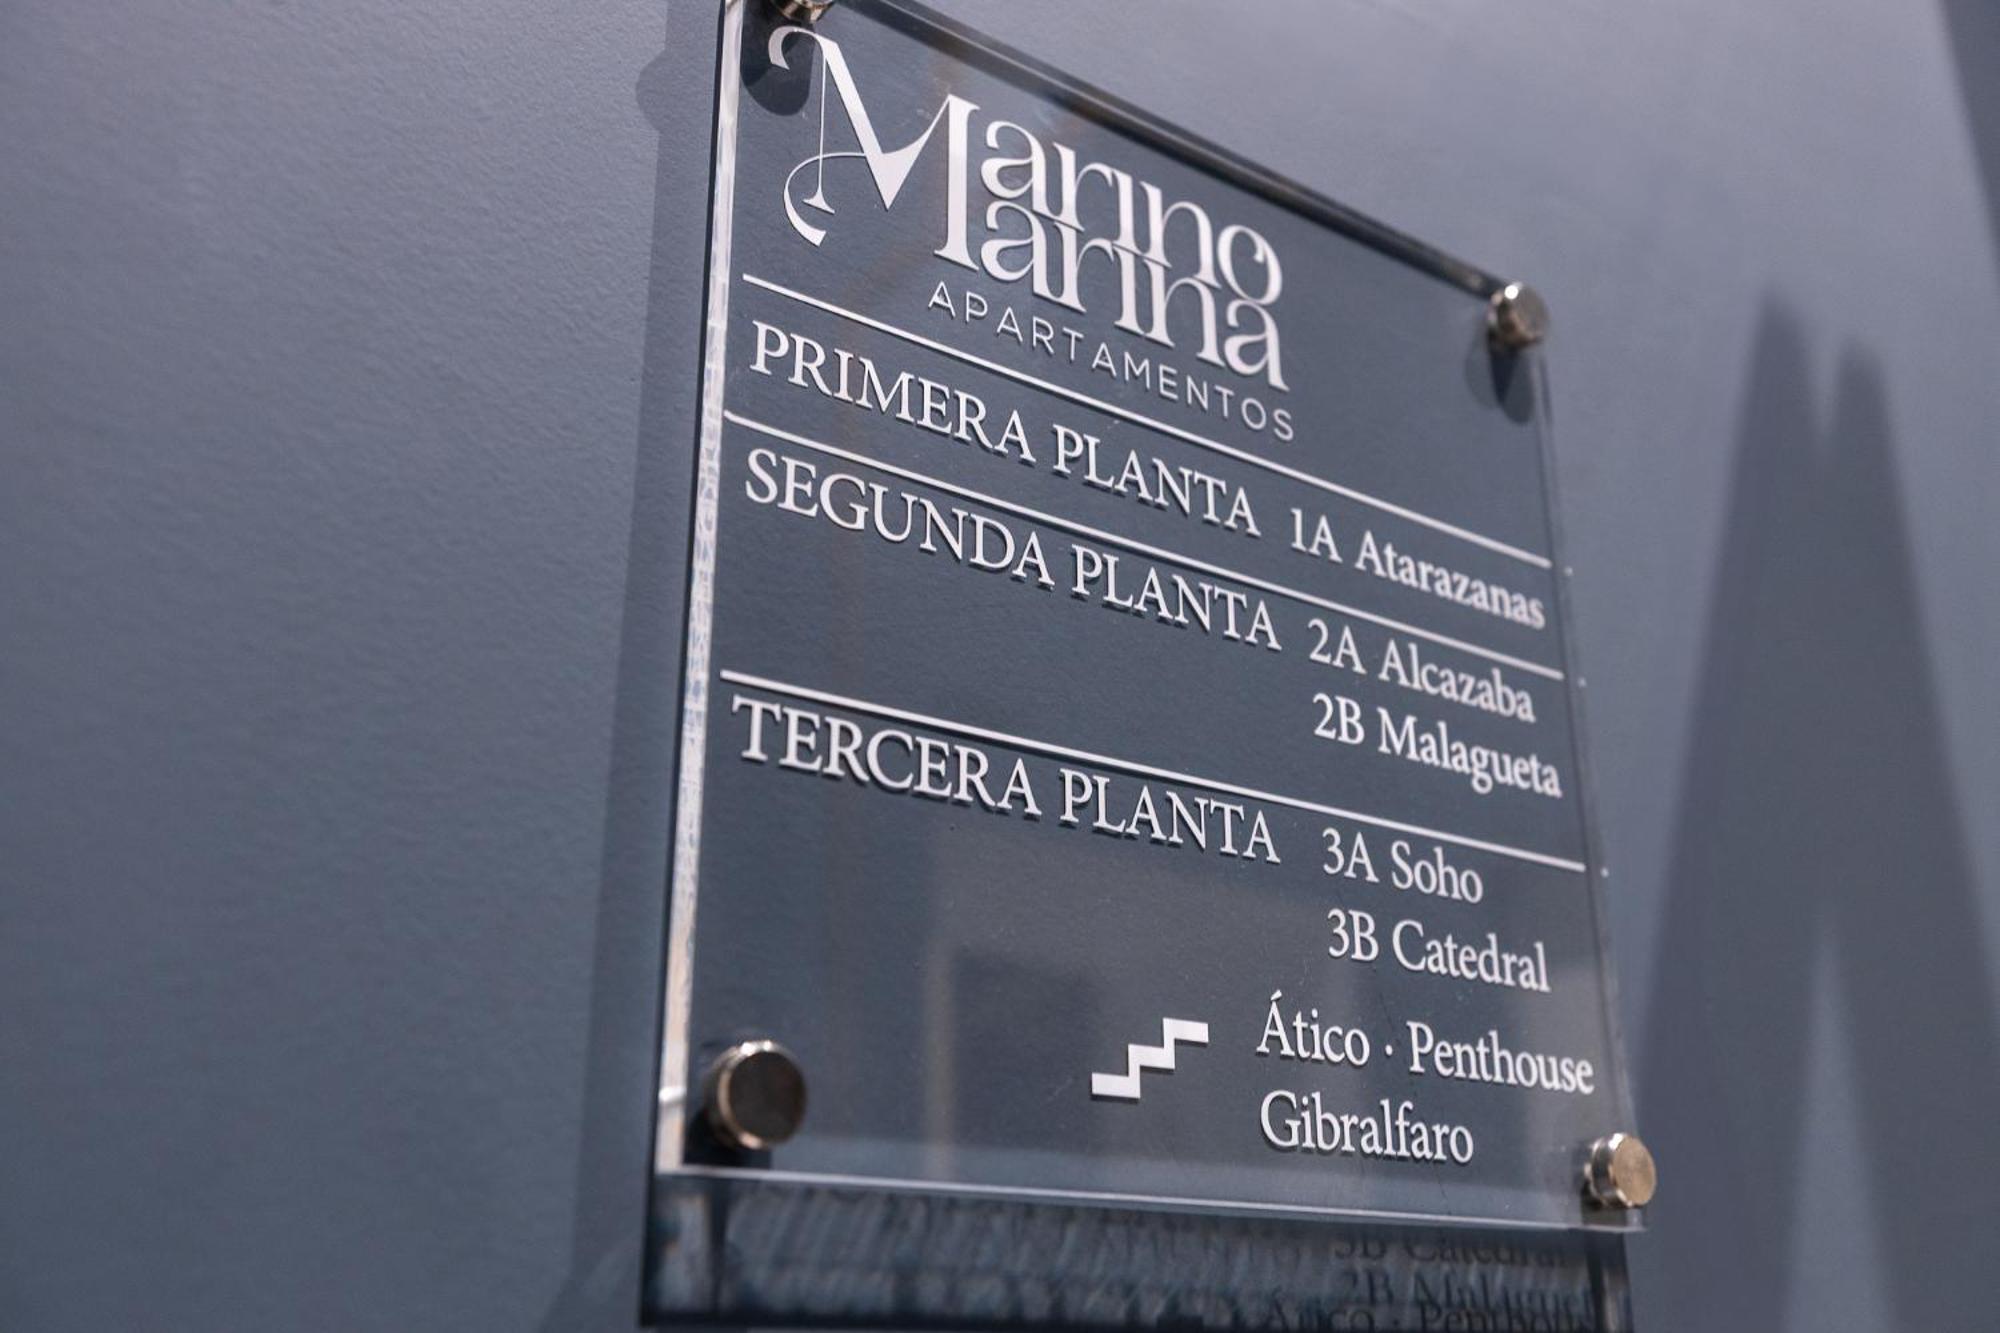 Marino
Marina
APARTAMENTOS
PRIMERA PLANTA 1A Atarazanas
SEGUNDA PLANTA 2A Alcazaba
2B Malagueta
TERCERA PLANTA 3A Soho
3B Catedral
Ático · Penthouse
Gibralfaro